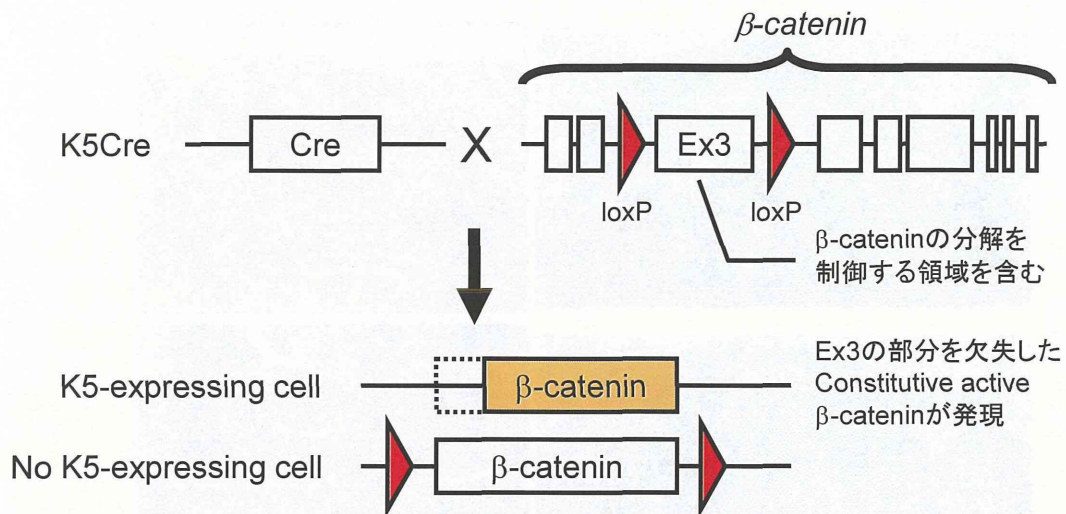 β-catenin
K5Cre
Cre
X
Ex3
loxP
loxP
β-cateninの分解を
制御する領域を含む
K5-expressing cell
β-catenin
Ex3の部分を欠失した
Constitutive active
β-cateninが発現
No K5-expressing cell
β-catenin